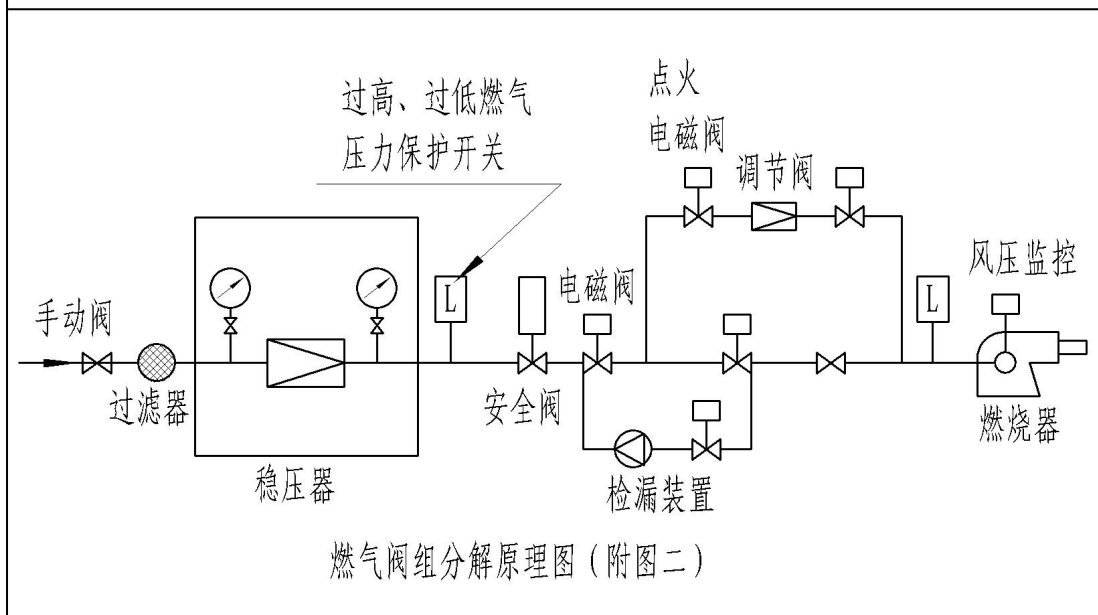 过高、过低燃气
压力保护开关
点火
电磁阀
调节阀
手动阀
过滤器
稳压器
L
安全阀
电磁阀
检漏装置
L
风压监控
燃烧器
燃气阀组分解原理图(附图二)